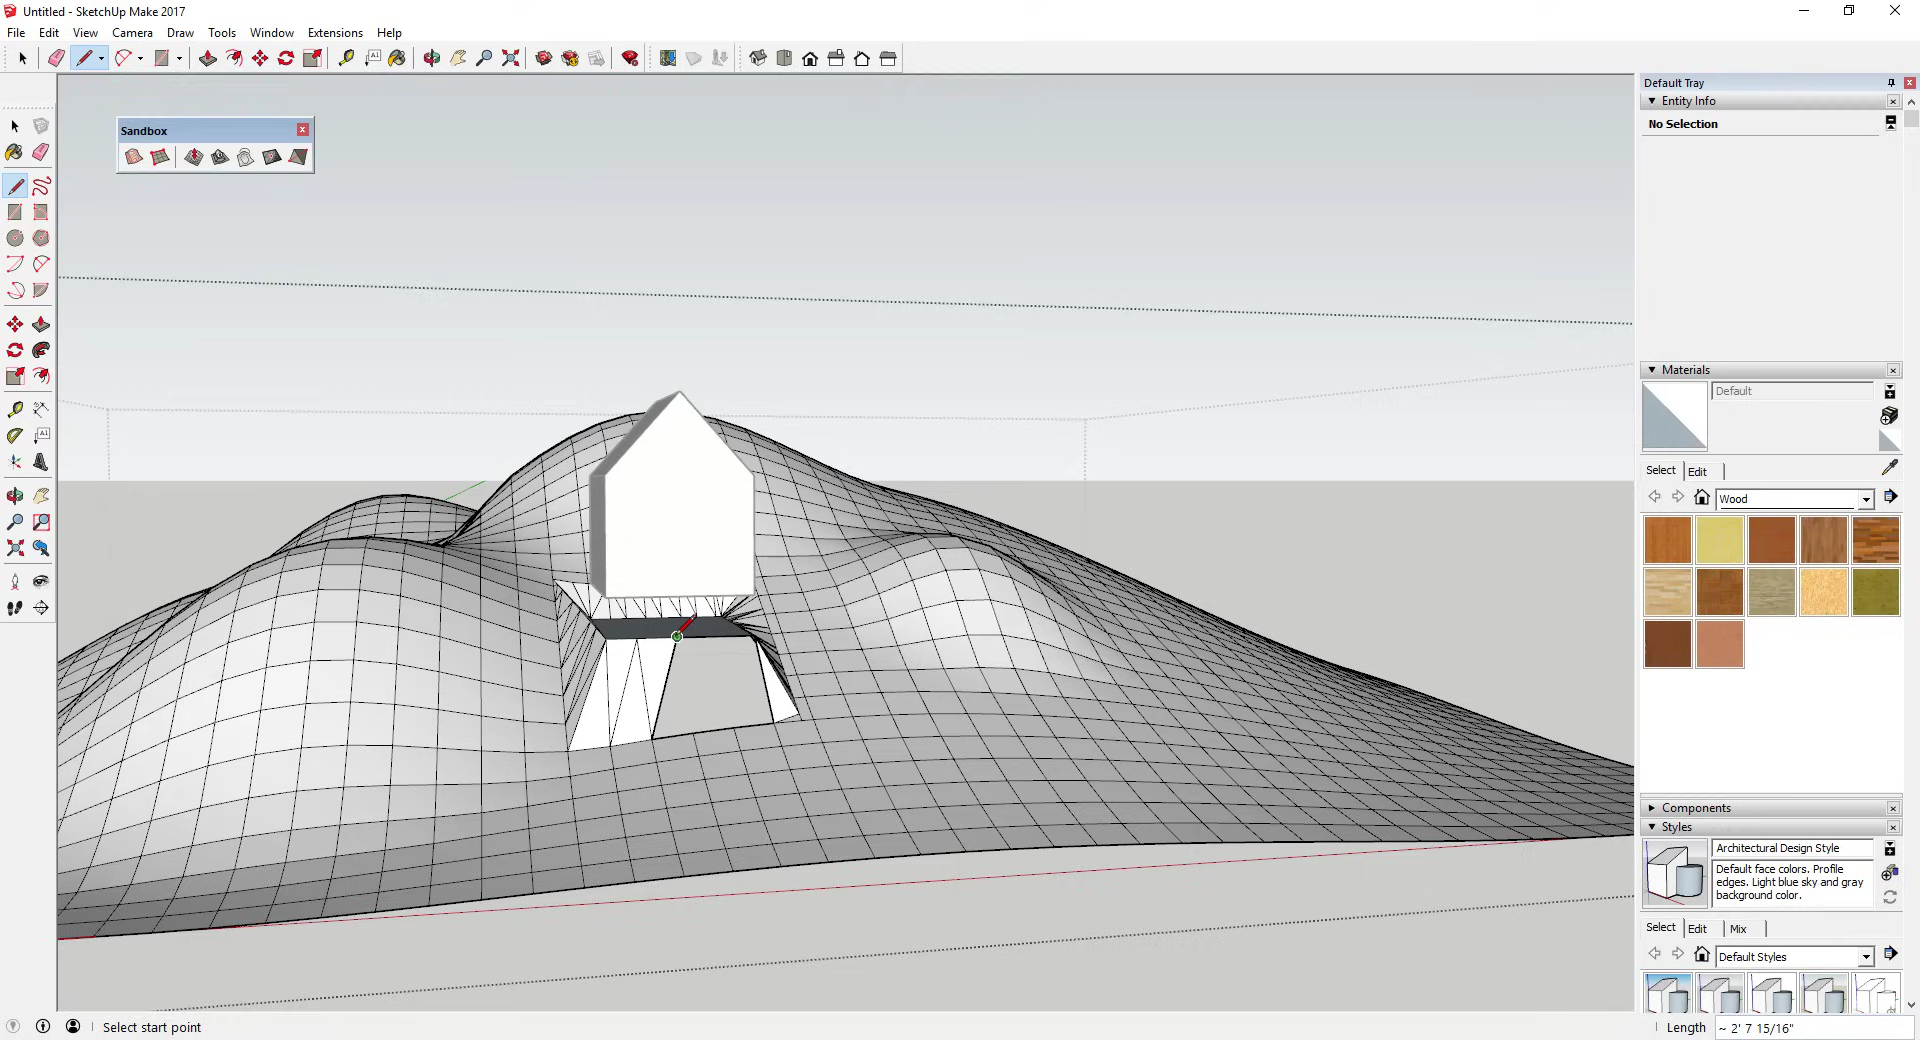 Untitled - SketchUp Make 2017
File Edit View Camera Draw Tools Window Extensions Help
Default Tray
Entity Info
No Selection
Sandbox
Materials
Default
Select Edit
Wood
Components
Styles
Architectural Design Style
Default face colors. Profile
edges. Light blue sky and gray
background color.
Select Edit Mix
Default Styles
Select start point
Length ~ 2' 7 15/16"